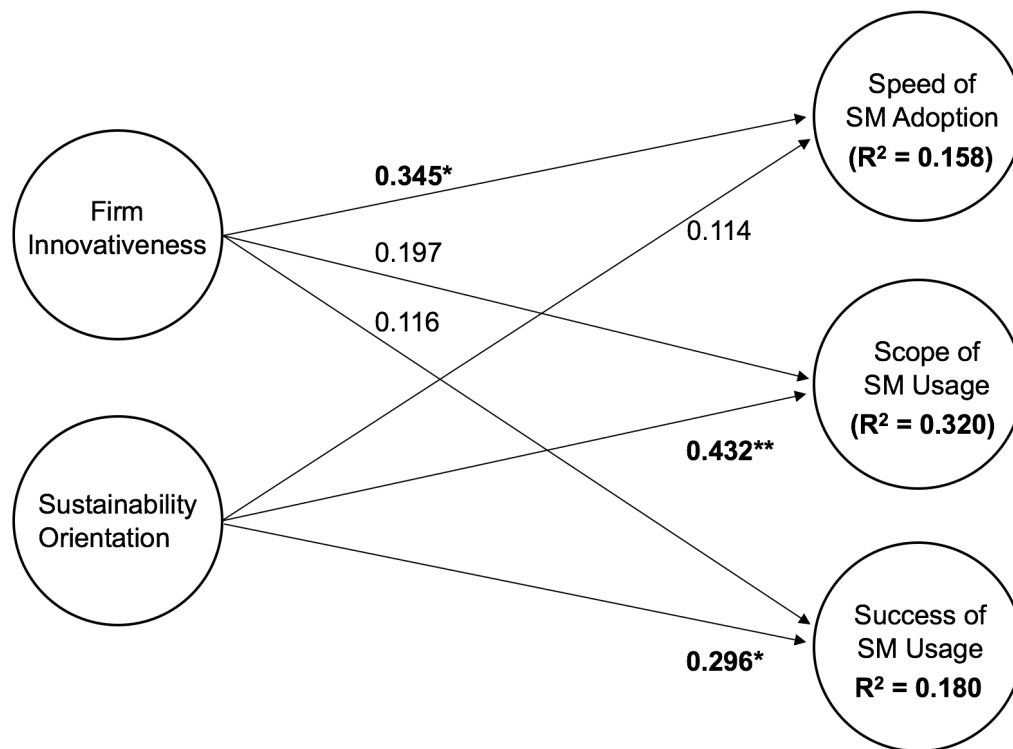 Speed of
SM Adoption
(R² = 0.158)
0.345*
Firm
Innovativeness
0.114
0.197
0.116
Scope of
SM Usage
(R² = 0.320)
0.432**
Sustainability
Orientation
Success of
SM Usage
R² = 0.180
0.296*